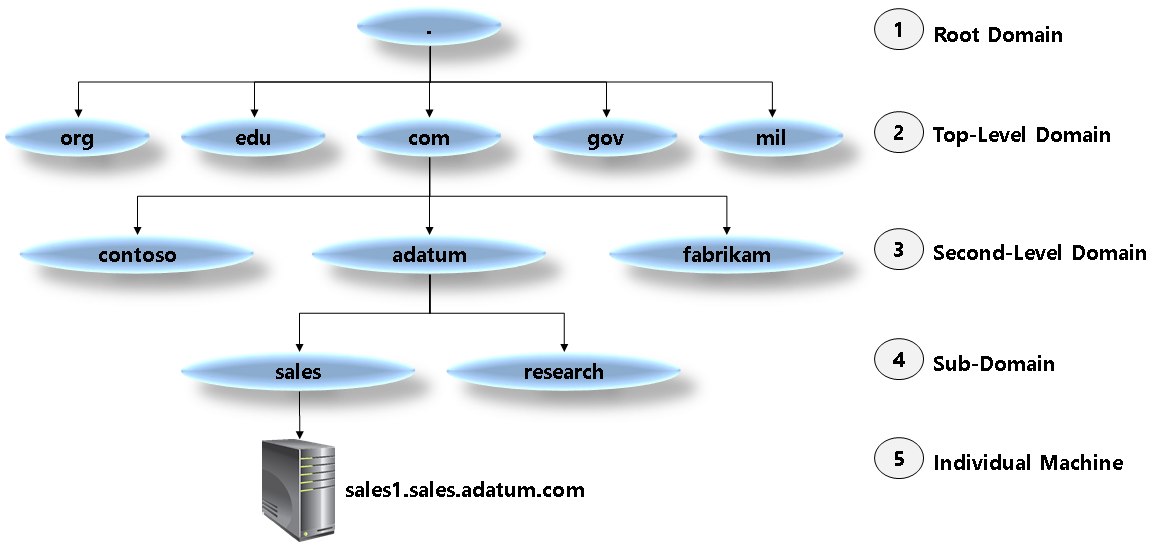 .
1 Root Domain
org edu com gov mil
2 Top-Level Domain
contoso adatum fabrikam
3 Second-Level Domain
sales research
4 Sub-Domain
5 Individual Machine
sales1.sales.adatum.com